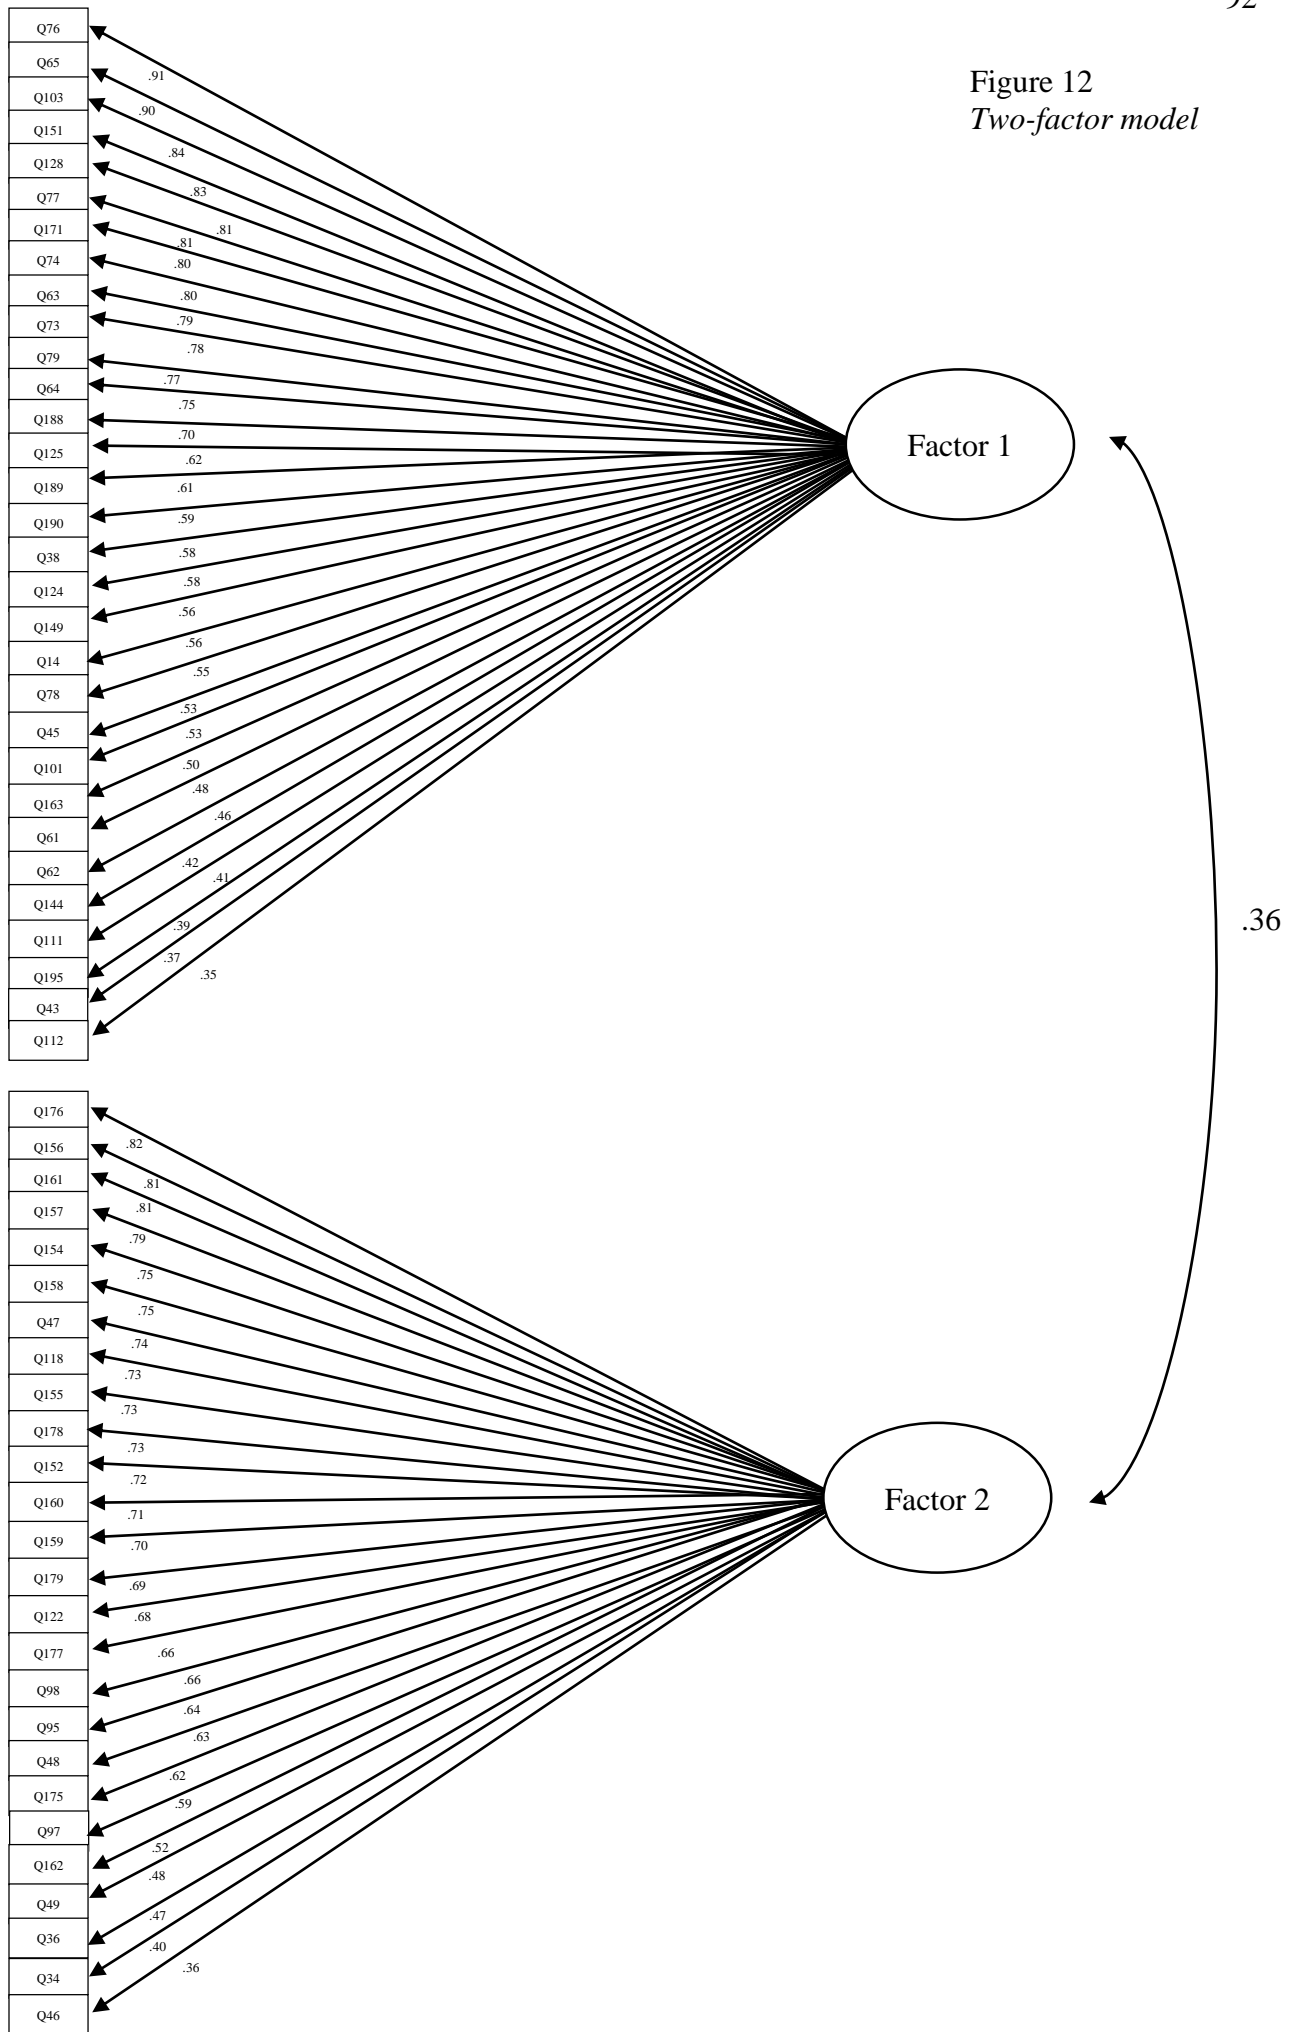 92
Figure 12
Two-factor model
Q76
Q65
Q103
Q151
Q128
Q77
Q171
Q74
Q63
Q73
Q79
Q64
Q188
Q125
Q189
Q190
Q38
Q124
Q149
Q14
Q78
Q45
Q101
Q163
Q61
Q62
Q144
Q111
Q195
Q43
Q112
.91
.90
.84
.83
.81
.81
.80
.80
.79
.78
.77
.75
.70
.62
.61
.59
.58
.58
.56
.56
.55
.53
.53
.50
.48
.46
.42
.41
.39
.37
.35
Factor 1
.36
Q176
Q156
Q161
Q157
Q154
Q158
Q47
Q118
Q155
Q178
Q152
Q160
Q159
Q179
Q122
Q177
Q98
Q95
Q48
Q175
Q97
Q162
Q49
Q36
Q34
Q46
.82
.81
.81
.79
.75
.75
.74
.73
.73
.73
.72
.71
.70
.69
.68
.66
.66
.64
.63
.62
.59
.52
.48
.47
.40
.36
Factor 2